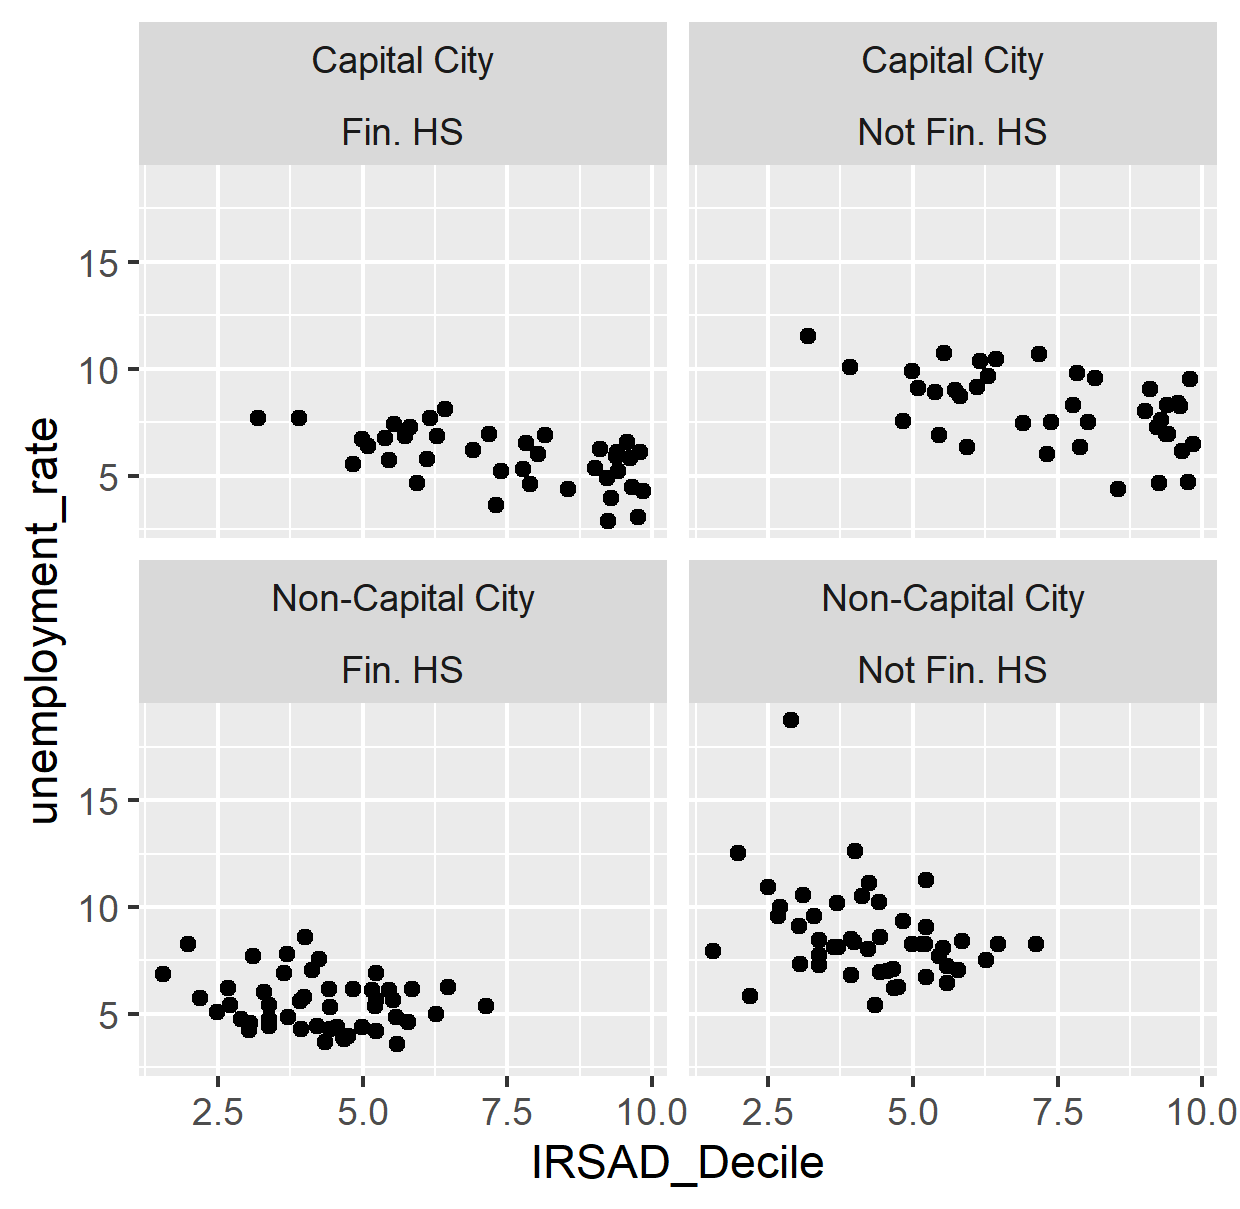 Capital City
Fin. HS
Capital City
Not Fin. HS
15
10
5
Non-Capital City
Fin. HS
Non-Capital City
Not Fin. HS
15
10
5
2.5 5.0 7.5 10.0
2.5 5.0 7.5 10.0
IRSAD_Decile
unemployment_rate